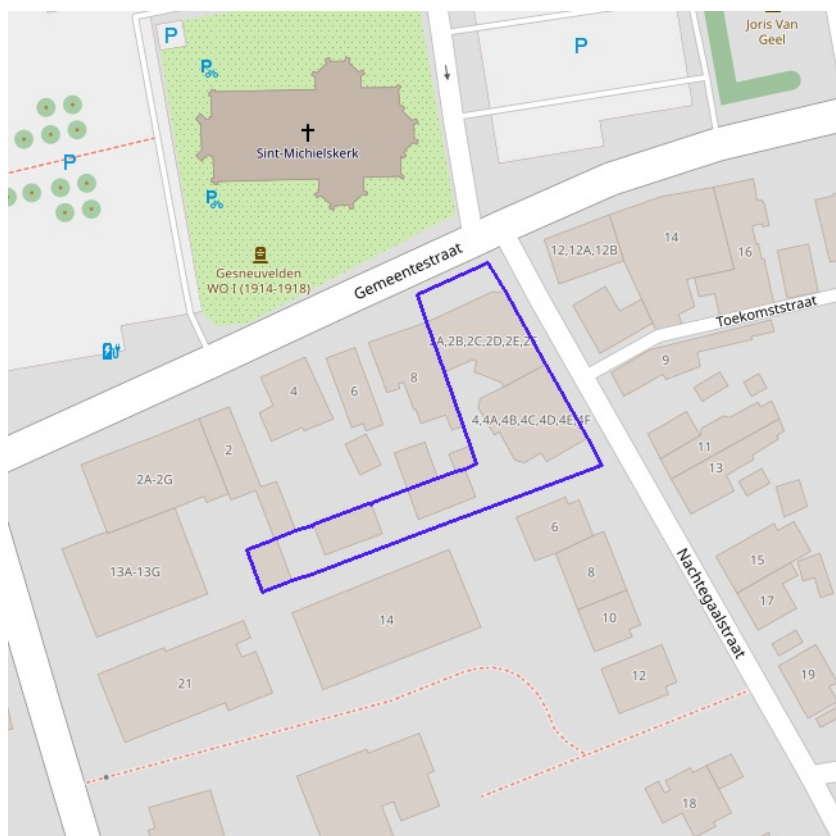 P
Joris Van
Geel
P
P
Sint-Michielskerk
P
P
Gesneuvelden
WO I (1914-1918)
Gemeentestraat
12,12A,12B
14
16
Toekomststraat
2A,2B,2C,2D,2E,2F
9
4
6
8
4,4A,4B,4C,4D,4E,4F
11
13
2
2A-2G
6
15
13A-13G
8
17
10
14
Nachtegaalstraat
12
19
21
18